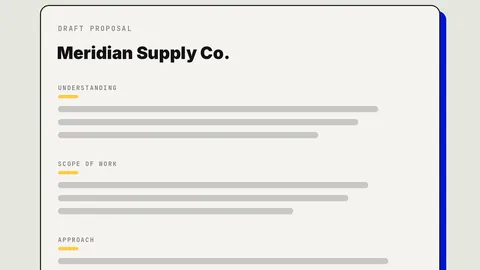 DRAFT PROPOSAL
Meridian Supply Co.
UNDERSTANDING
SCOPE OF WORK
APPROACH